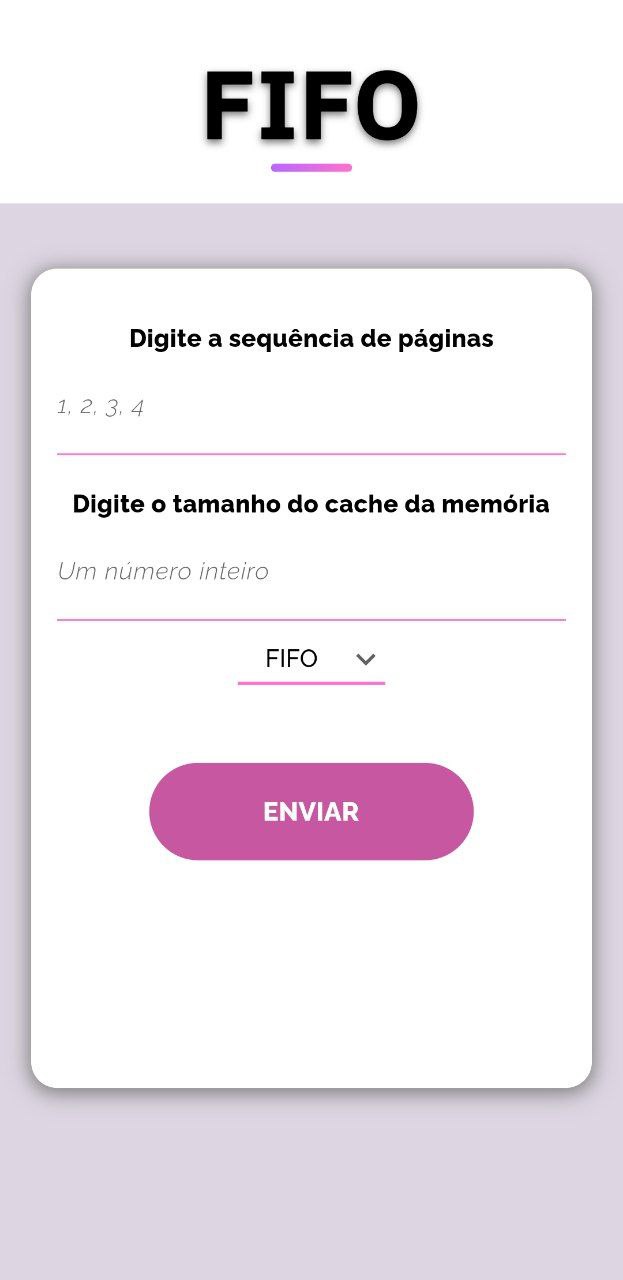 FIFO
Digite a sequência de páginas
1, 2, 3, 4
Digite o tamanho do cache da memória
Um número inteiro
FIFO
ENVIAR